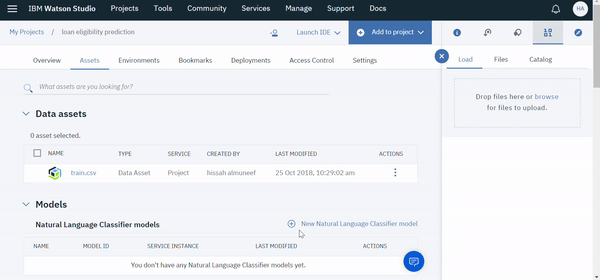 IBM Watson Studio Projects Tools Community Services Manage Support Docs HA
My Projects / loan eligibility prediction Launch IDE Add to project
Overview Assets Environments Bookmarks Deployments Access Control Settings
Load Files Catalog
What assets are you looking for?
Drop files here or browse
for files to upload.
Data assets
0 asset selected.
NAME TYPE SERVICE CREATED BY LAST MODIFIED ACTIONS
train.csv Data Asset Project hissah almuneef 25 Oct 2018, 10:29:02 am
Models
Natural Language Classifier models New Natural Language Classifier model
NAME MODEL ID SERVICE INSTANCE LAST MODIFIED ACTIONS
You don't have any Natural Language Classifier models yet.